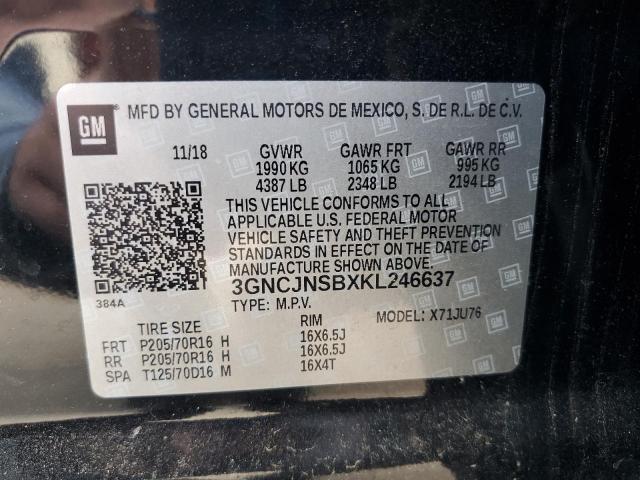 GM MFD BY GENERAL MOTORS DE MEXICO, S. DE R.L. DE C.V.
11/18 GVWR GAWR FRT GAWR RR
1990 KG 1065 KG 995 KG
4387 LB 2348 LB 2194 LB
THIS VEHICLE CONFORMS TO ALL
APPLICABLE U.S. FEDERAL MOTOR
VEHICLE SAFETY AND THEFT PREVENTION
STANDARDS IN EFFECT ON THE DATE OF
MANUFACTURE SHOWN ABOVE.
384A 3GNCJNSBXKL246637
TYPE: M.P.V. MODEL: X71JU76
TIRE SIZE RIM
FRT P205/70R16 H 16X6.5J
RR P205/70R16 H 16X6.5J
SPA T125/70D16 M 16X4T